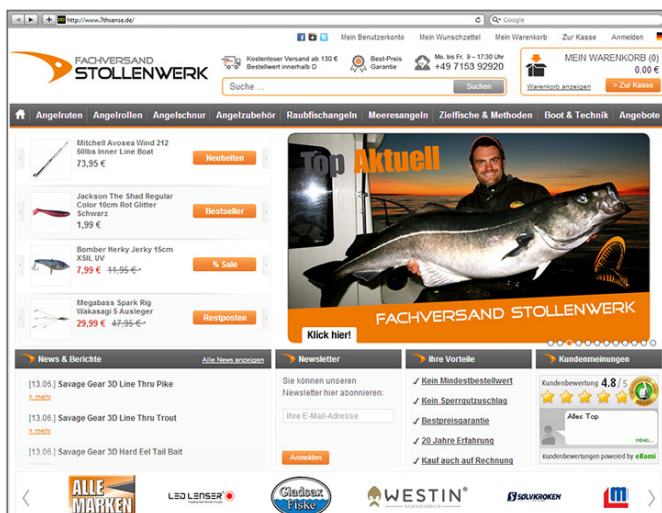 http://www.7thsense.de/
Google
Mein Benutzerkonto Mein Wunschzettel Mein Warenkorb Zur Kasse Anmelden
FACHVERSAND
STOLLENWERK
Kostenloser Versand ab 130 €
Bestellwert innerhalb D
Best-Preis
Garantie
Mo. bis Fr. 9 – 17:30 Uhr
+49 7153 92920
MEIN WARENKORB (0)
0,00 €
Warenkorb anzeigen
> Zur Kasse
Suche ...
Suchen
Angelruten Angelrollen Angelschnur Angelzubehör Raubfischangeln Meeresangeln Zielfische & Methoden Boot & Technik Angebote
Mitchell Avosea Wind 212
50lbs Inner Line Boat
73,95 €
Neuheiten
Jackson The Shad Regular
Color 10cm Rot Glitter
Schwarz
1,99 €
Bestseller
Bomber Herky Jerky 15cm
XSIL UV
7,99 € 11,95 €*
% Sale
Megabass Spark Rig
Wakasagi 5 Ausleger
29,99 € 47,95 €*
Restposten
Top Aktuell
FACHVERSAND STOLLENWERK
Klick hier!
News & Berichte
Alle News anzeigen
[13.06.] Savage Gear 3D Line Thru Pike
> mehr
[13.06.] Savage Gear 3D Line Thru Trout
> mehr
[13.06.] Savage Gear 3D Hard Eel Tail Bait
Newsletter
Sie können unseren
Newsletter hier abonnieren:
Ihre E-Mail-Adresse
Anmelden
Ihre Vorteile
✓ Kein Mindestbestellwert
✓ Kein Sperrgutzuschlag
✓ Bestpreisgarantie
✓ 20 Jahre Erfahrung
✓ Kauf auch auf Rechnung
Kundenmeinungen
Kundenbewertung 4.8/5
Alles Top
MEHR...
Kundenbewertungen powered by eKomi
ALLE
MARKEN
LED LENSER
Gladsax
Fiske
WESTIN
SCANDINAVIA
SOLVKROKEN